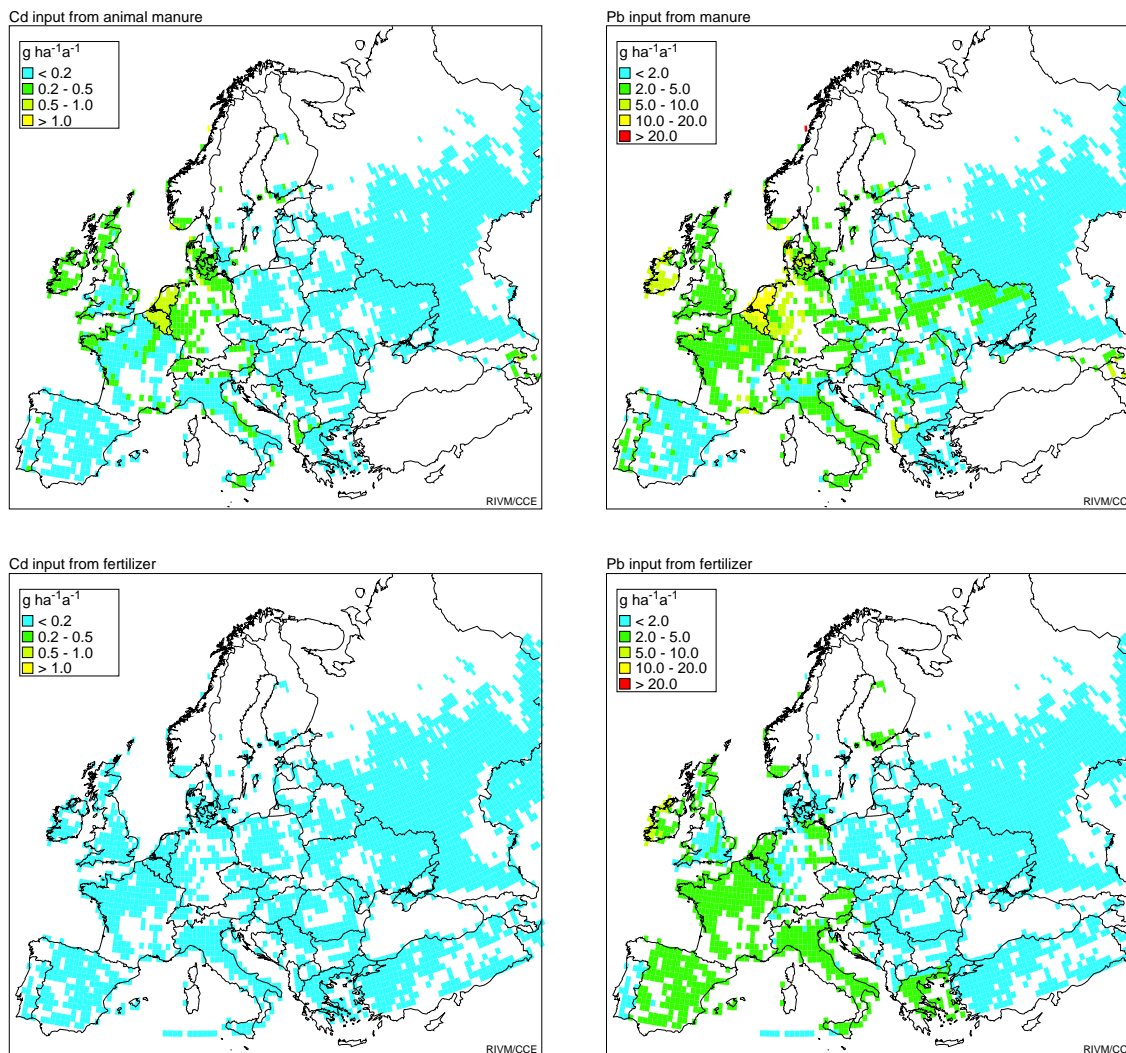 Cd input from animal manure
g ha-1a-1
< 0.2
0.2 - 0.5
0.5 - 1.0
> 1.0
RIVM/CCE
Pb input from manure
g ha-1a-1
< 2.0
2.0 - 5.0
5.0 - 10.0
10.0 - 20.0
> 20.0
RIVM/CCE
Cd input from fertilizer
g ha-1a-1
< 0.2
0.2 - 0.5
0.5 - 1.0
> 1.0
RIVM/CCE
Pb input from fertilizer
g ha-1a-1
< 2.0
2.0 - 5.0
5.0 - 10.0
10.0 - 20.0
> 20.0
RIVM/CCE